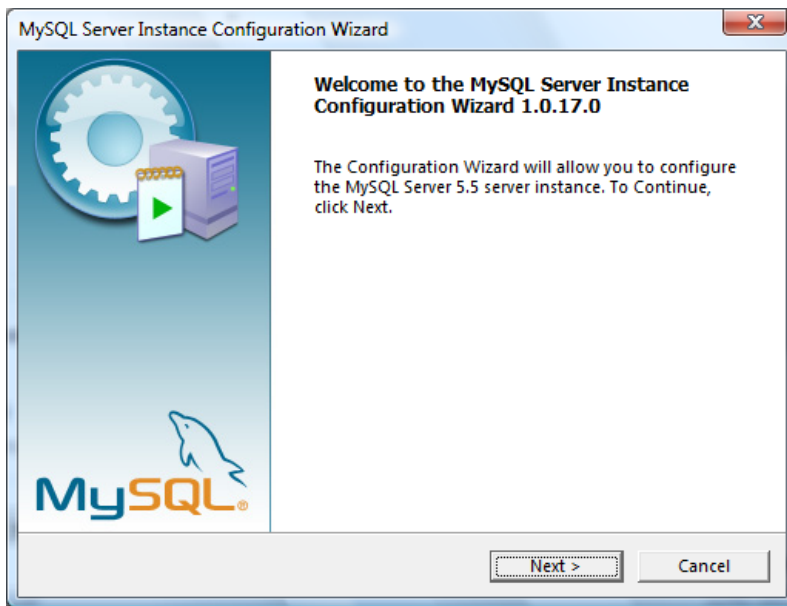 MySQL Server Instance Configuration Wizard
Welcome to the MySQL Server Instance
Configuration Wizard 1.0.17.0
The Configuration Wizard will allow you to configure
the MySQL Server 5.5 server instance. To Continue,
click Next.
MySQL®
Next >
Cancel